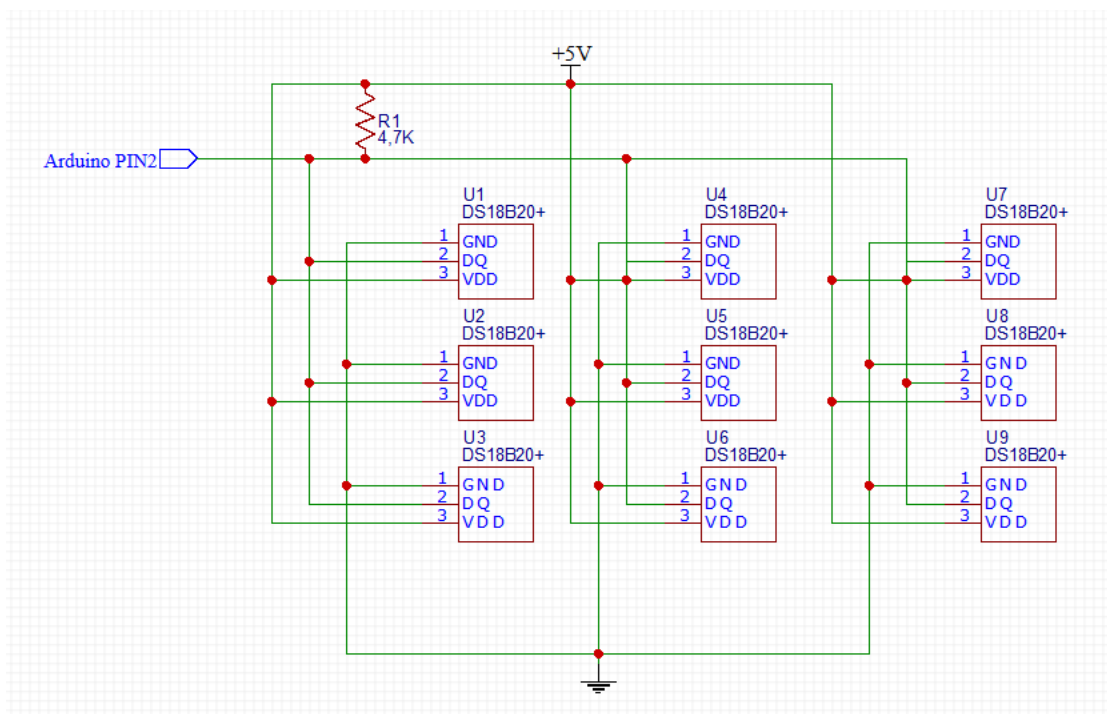 +5V
R1
4,7K
Arduino PIN2
U1
DS18B20+
1 GND
2 DQ
3 VDD
U4
DS18B20+
1 GND
2 DQ
3 VDD
U7
DS18B20+
1 GND
2 DQ
3 VDD
U2
DS18B20+
1 GND
2 DQ
3 VDD
U5
DS18B20+
1 GND
2 DQ
3 VDD
U8
DS18B20+
1 GND
2 DQ
3 VDD
U3
DS18B20+
1 GND
2 DQ
3 VDD
U6
DS18B20+
1 GND
2 DQ
3 VDD
U9
DS18B20+
1 GND
2 DQ
3 VDD